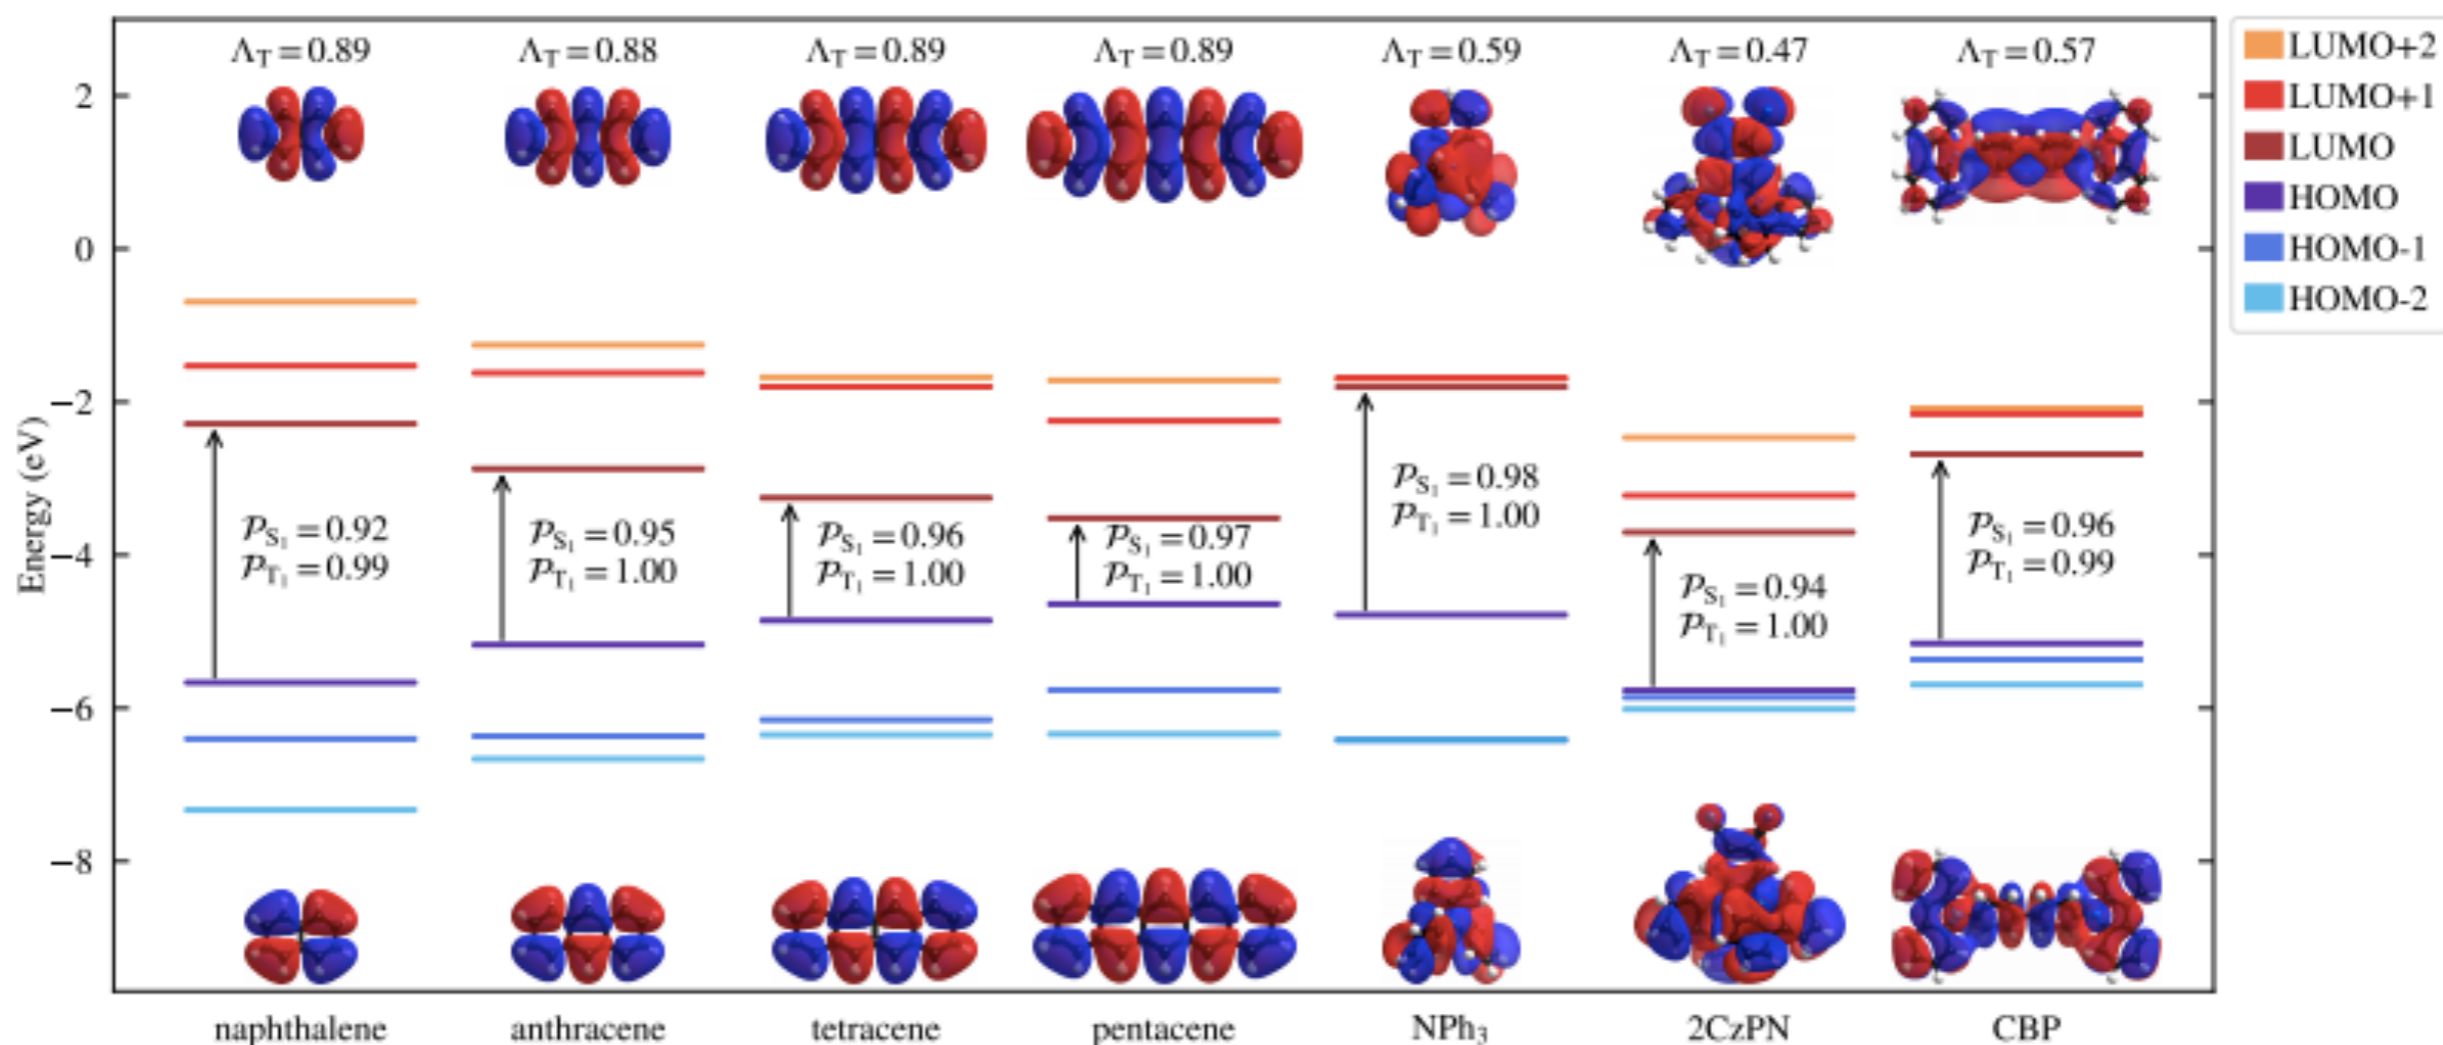 Λ_T = 0.89
Λ_T = 0.88
Λ_T = 0.89
Λ_T = 0.89
Λ_T = 0.59
Λ_T = 0.47
Λ_T = 0.57
LUMO+2
LUMO+1
LUMO
HOMO
HOMO-1
HOMO-2
Energy (eV)
2
0
−2
−4
−6
−8
𝒫_S₁ = 0.92
𝒫_T₁ = 0.99
𝒫_S₁ = 0.95
𝒫_T₁ = 1.00
𝒫_S₁ = 0.96
𝒫_T₁ = 1.00
𝒫_S₁ = 0.97
𝒫_T₁ = 1.00
𝒫_S₁ = 0.98
𝒫_T₁ = 1.00
𝒫_S₁ = 0.94
𝒫_T₁ = 1.00
𝒫_S₁ = 0.96
𝒫_T₁ = 0.99
naphthalene
anthracene
tetracene
pentacene
NPh₃
2CzPN
CBP